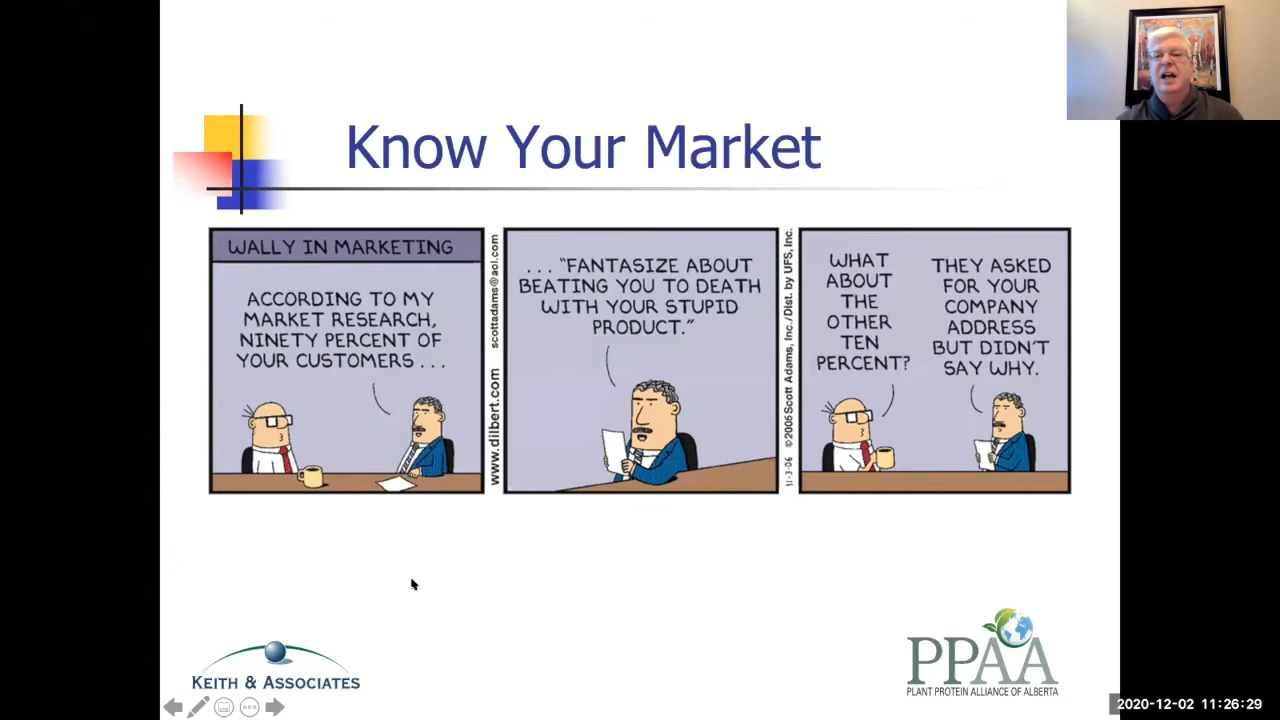 Know Your Market
WALLY IN MARKETING
ACCORDING TO MY
MARKET RESEARCH,
NINETY PERCENT OF
YOUR CUSTOMERS . . .
www.dilbert.com scottadams@aol.com
. . . “FANTASIZE ABOUT
BEATING YOU TO DEATH
WITH YOUR STUPID
PRODUCT.”
11-3-06 ©2006 Scott Adams, Inc./Dist. by UFS, Inc.
WHAT
ABOUT
THE
OTHER
TEN
PERCENT?
THEY ASKED
FOR YOUR
COMPANY
ADDRESS
BUT DIDN'T
SAY WHY.
KEITH & ASSOCIATES
PPAA
PLANT PROTEIN ALLIANCE OF ALBERTA
2020-12-02 11:26:29